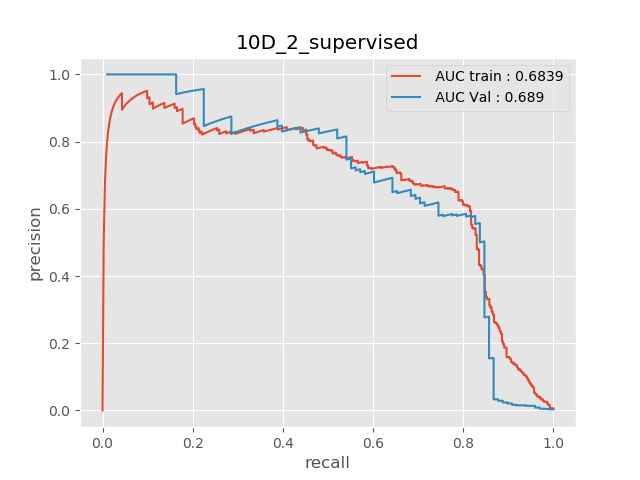 10D_2_supervised
AUC train : 0.6839
AUC Val : 0.689
1.0
0.8
0.6
0.4
0.2
0.0
precision
0.0 0.2 0.4 0.6 0.8 1.0
recall